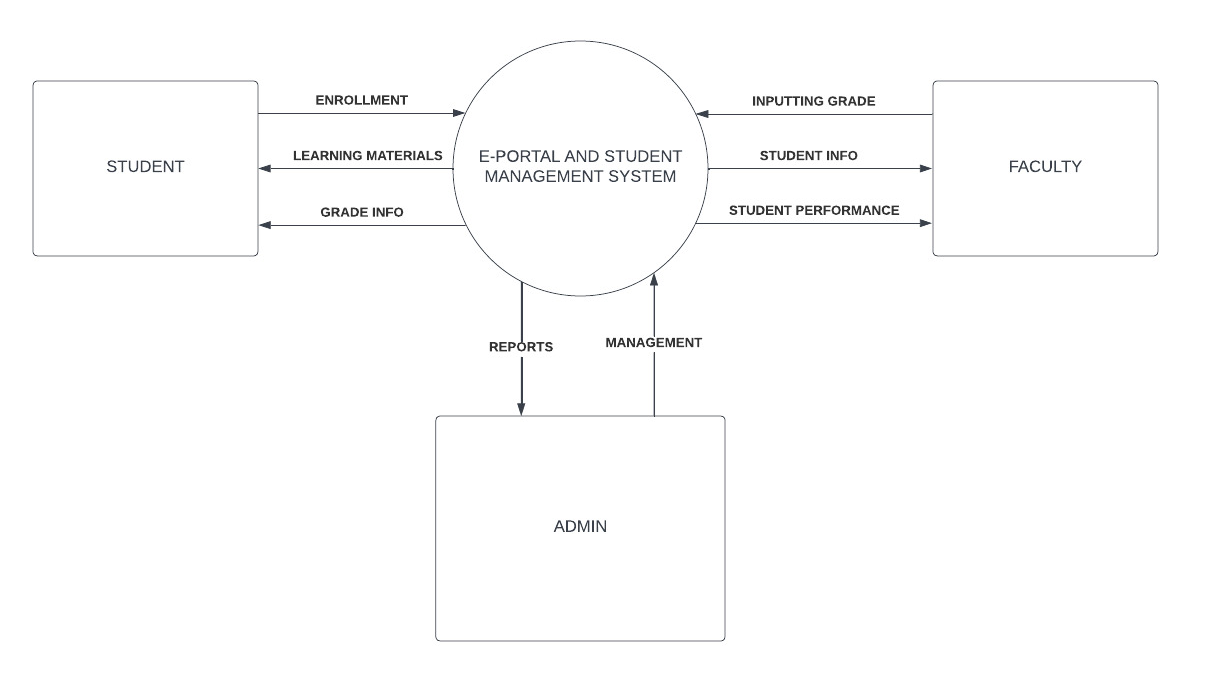 ENROLLMENT
LEARNING MATERIALS
GRADE INFO
STUDENT
E-PORTAL AND STUDENT
MANAGEMENT SYSTEM
INPUTTING GRADE
STUDENT INFO
STUDENT PERFORMANCE
FACULTY
REPORTS
MANAGEMENT
ADMIN